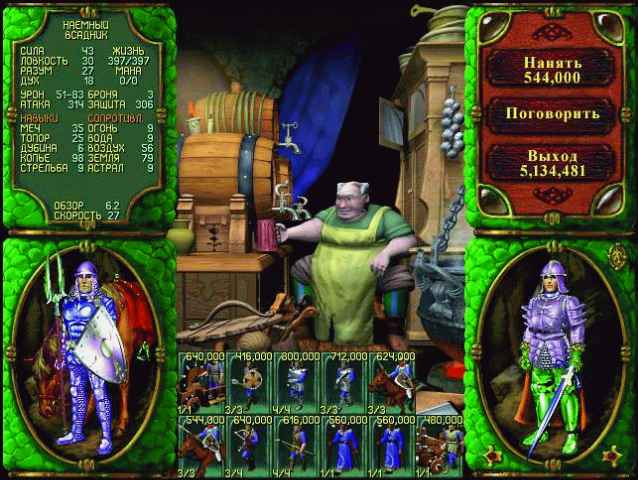 НАЕМНЫЙ
ВСАДНИК
СИЛА 43 ЖИЗНЬ
ЛОВКОСТЬ 30 397/397
РАЗУМ 27 МАНА
ДУХ 18 0/0
УРОН 51-83 БРОНЯ 3
АТАКА 314 ЗАЩИТА 306
НАВЫКИ СОПРОТИВЛ.
МЕЧ 35 ОГОНЬ 9
ТОПОР 25 ВОДА 9
ДУБИНА 6 ВОЗДУХ 56
КОПЬЕ 98 ЗЕМЛЯ 79
СТРЕЛЬБА 9 АСТРАЛ 9
ОБЗОР 6.2
СКОРОСТЬ 27
Нанять
544,000
Поговорить
Выход
5,134,481
640,000 416,000 800,000 712,000 624,000
1/1 3/3 4/4 3/3 3/3
544,000 640,000 616,000 560,000 560,000 480,000
3/3 4/4 1/1 1/1 1/1